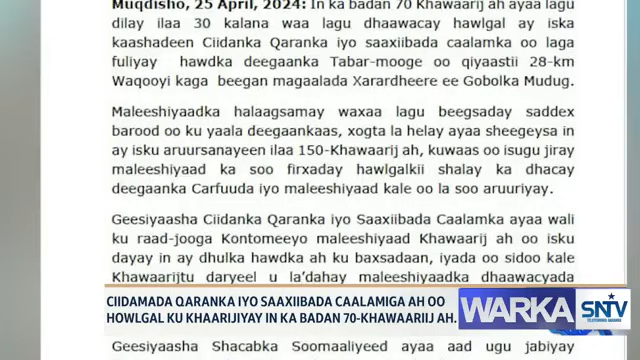 Muqdisho, 25 April, 2024: In ka badan 70 Khawaarij ah ayaa lagu
dilay ilaa 30 kalana waa lagu dhaawacay hawlgal ay iska
kaashadeen Ciidanka Qaranka iyo saaxiibada caalamka oo laga
fuliyay hawdka deegaanka Tabar-mooge oo qiyaastii 28-km
Waqooyi kaga beegan magaalada Xarardheere ee Gobolka Mudug.
Maleeshiyaadka halaagsamay waxaa lagu beegsaday saddex
barood oo ku yaala deegaankaas, xogta la helay ayaa sheegeysa in
ay isku aruursanayeen ilaa 150-Khawaarij ah, kuwaas oo isugu jiray
maleeshiyaad ka soo firxaday hawlgalkii shalay ka dhacay
deegaanka Carfuuda iyo maleeshiyaad kale oo la soo aruuriyay.
Geesiyaasha Ciidanka Qaranka iyo Saaxiibada Caalamka ayaa wali
ku raad-jooga Kontomeeyo maleeshiyaad Khawaarij ah oo isku
dayay in ay dhulka hawdka ah ku baxsadaan, iyada oo sidoo kale
Khawaarijtu daryeel u la'dahay maleeshiyaadka dhaawacyada
CIIDAMADA QARANKA IYO SAAXIIBADA CAALAMIGA AH OO
HOWLGAL KU KHAARIJIYAY IN KA BADAN 70-KHAWAARIIJ AH.
WARKA
SNTV
Geesiyaasha Shacabka Soomaaliyeed ayaa aad ugu jabiyay